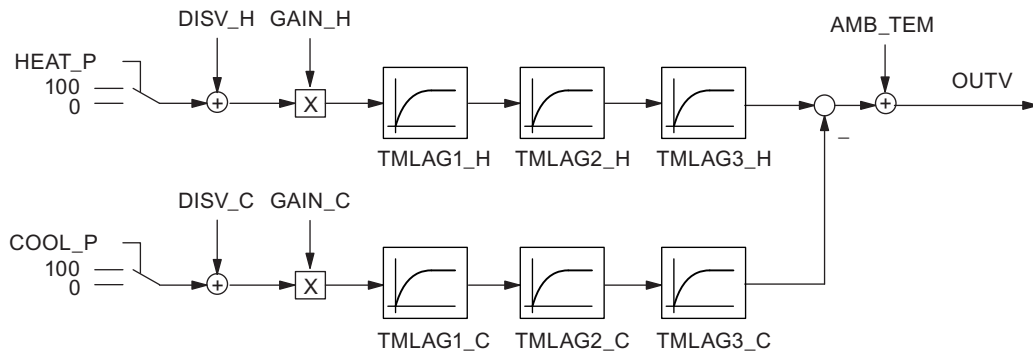 DISV_H GAIN_H
AMB_TEM
HEAT_P
100
0
+
X
+
OUTV
_
TMLAG1_H TMLAG2_H TMLAG3_H
DISV_C GAIN_C
COOL_P
100
0
+
X
TMLAG1_C TMLAG2_C TMLAG3_C